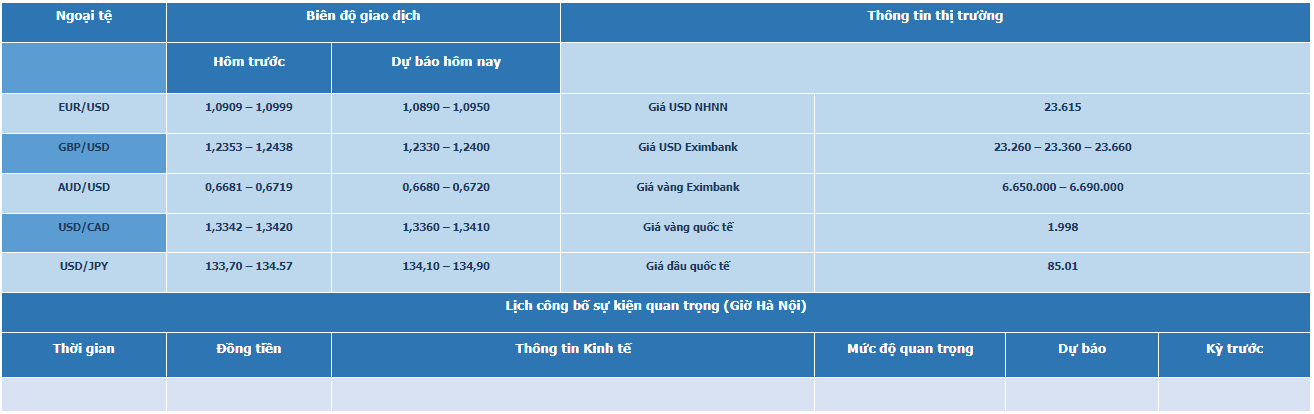 Ngoại tệ Biên độ giao dịch Thông tin thị trường
Hôm trước Dự báo hôm nay
EUR/USD 1,0909 – 1,0999 1,0890 – 1,0950 Giá USD NHNN 23.615
GBP/USD 1,2353 – 1,2438 1,2330 – 1,2400 Giá USD Eximbank 23.260 – 23.360 – 23.660
AUD/USD 0,6681 – 0,6719 0,6680 – 0,6720 Giá vàng Eximbank 6.650.000 – 6.690.000
USD/CAD 1,3342 – 1,3420 1,3360 – 1,3410 Giá vàng quốc tế 1.998
USD/JPY 133,70 – 134.57 134,10 – 134,90 Giá dầu quốc tế 85.01
Lịch công bố sự kiện quan trọng (Giờ Hà Nội)
Thời gian Đồng tiền Thông tin Kinh tế Mức độ quan trọng Dự báo Kỳ trước